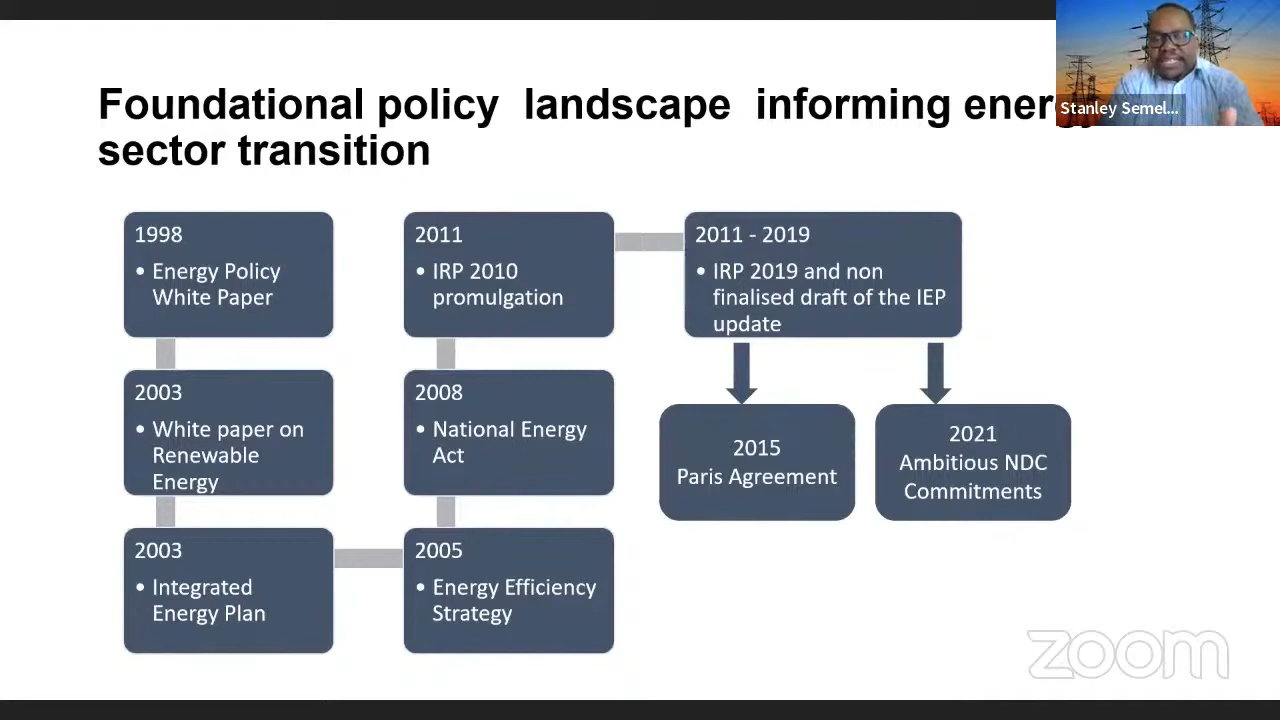 Foundational policy landscape informing energy
sector transition
Stanley Semel...
1998
• Energy Policy
White Paper
2003
• White paper on
Renewable
Energy
2003
• Integrated
Energy Plan
2005
• Energy Efficiency
Strategy
2008
• National Energy
Act
2011
• IRP 2010
promulgation
2011 - 2019
• IRP 2019 and non
finalised draft of the IEP
update
2015
Paris Agreement
2021
Ambitious NDC
Commitments
zoom